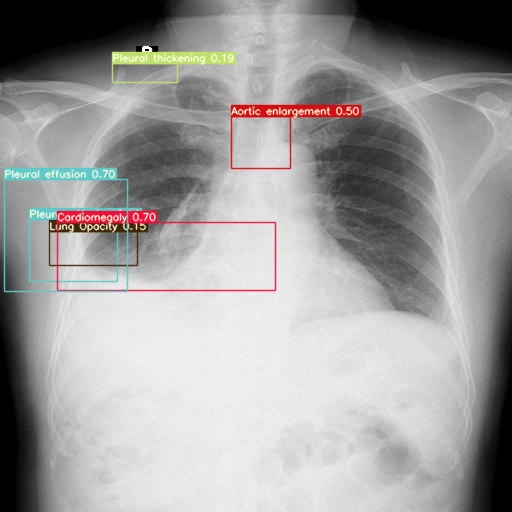 Pleural thickening 0.19
Aortic enlargement 0.50
Pleural effusion 0.70
Pleur
Cardiomegaly 0.70
Lung Opacity 0.15